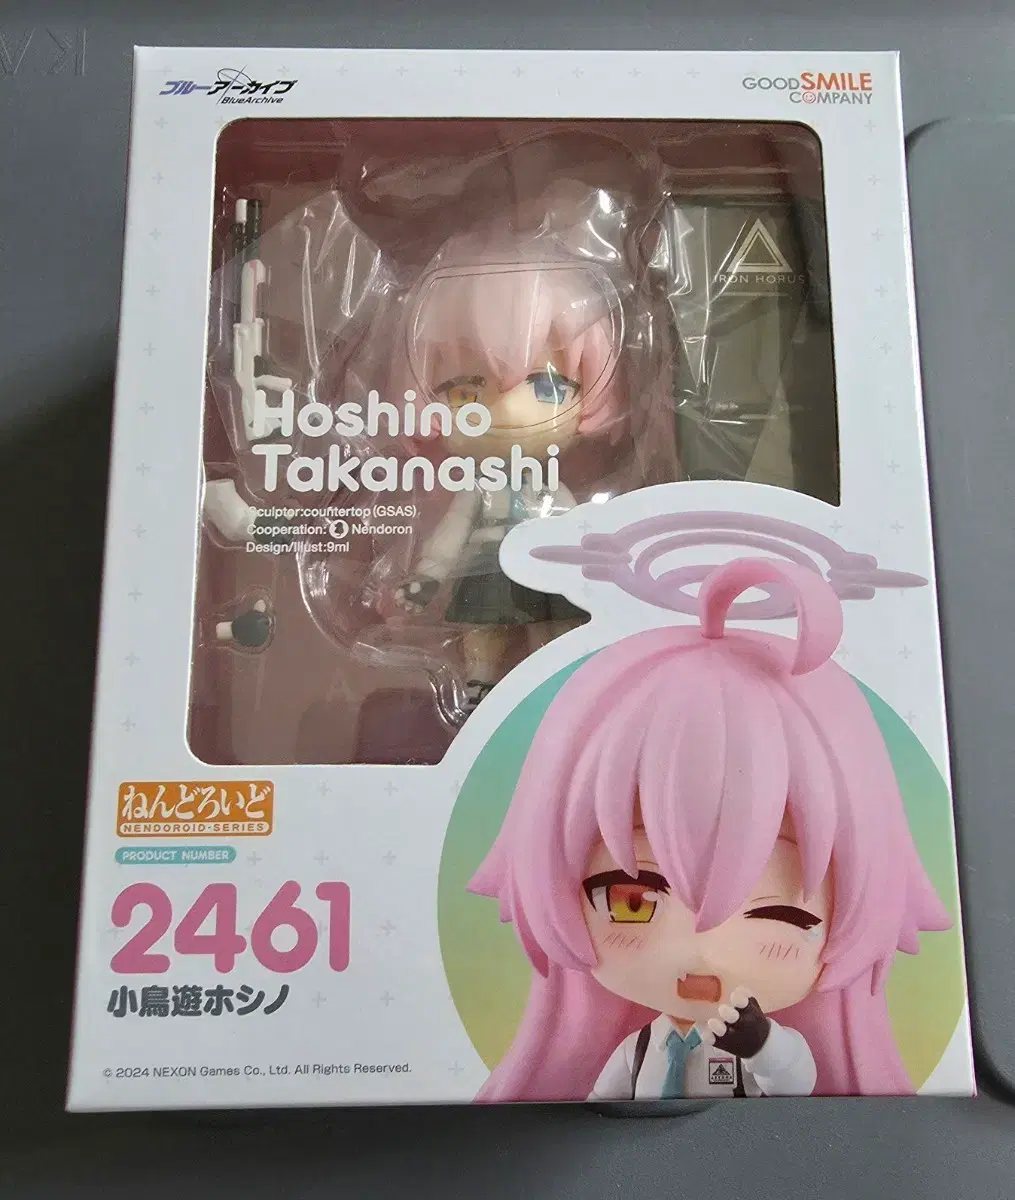 ブルーアーカイブ
BlueArchive
GOOD SMILE
COMPANY
IRON HORUS
Hoshino
Takanashi
Sculptor:countertop(GSAS)
Cooperation: Nendoron
Design/Illust:9ml
ねんどろいど
NENDOROID・SERIES
PRODUCT NUMBER
2461
小鳥遊ホシノ
© 2024 NEXON Games Co., Ltd. All Rights Reserved.